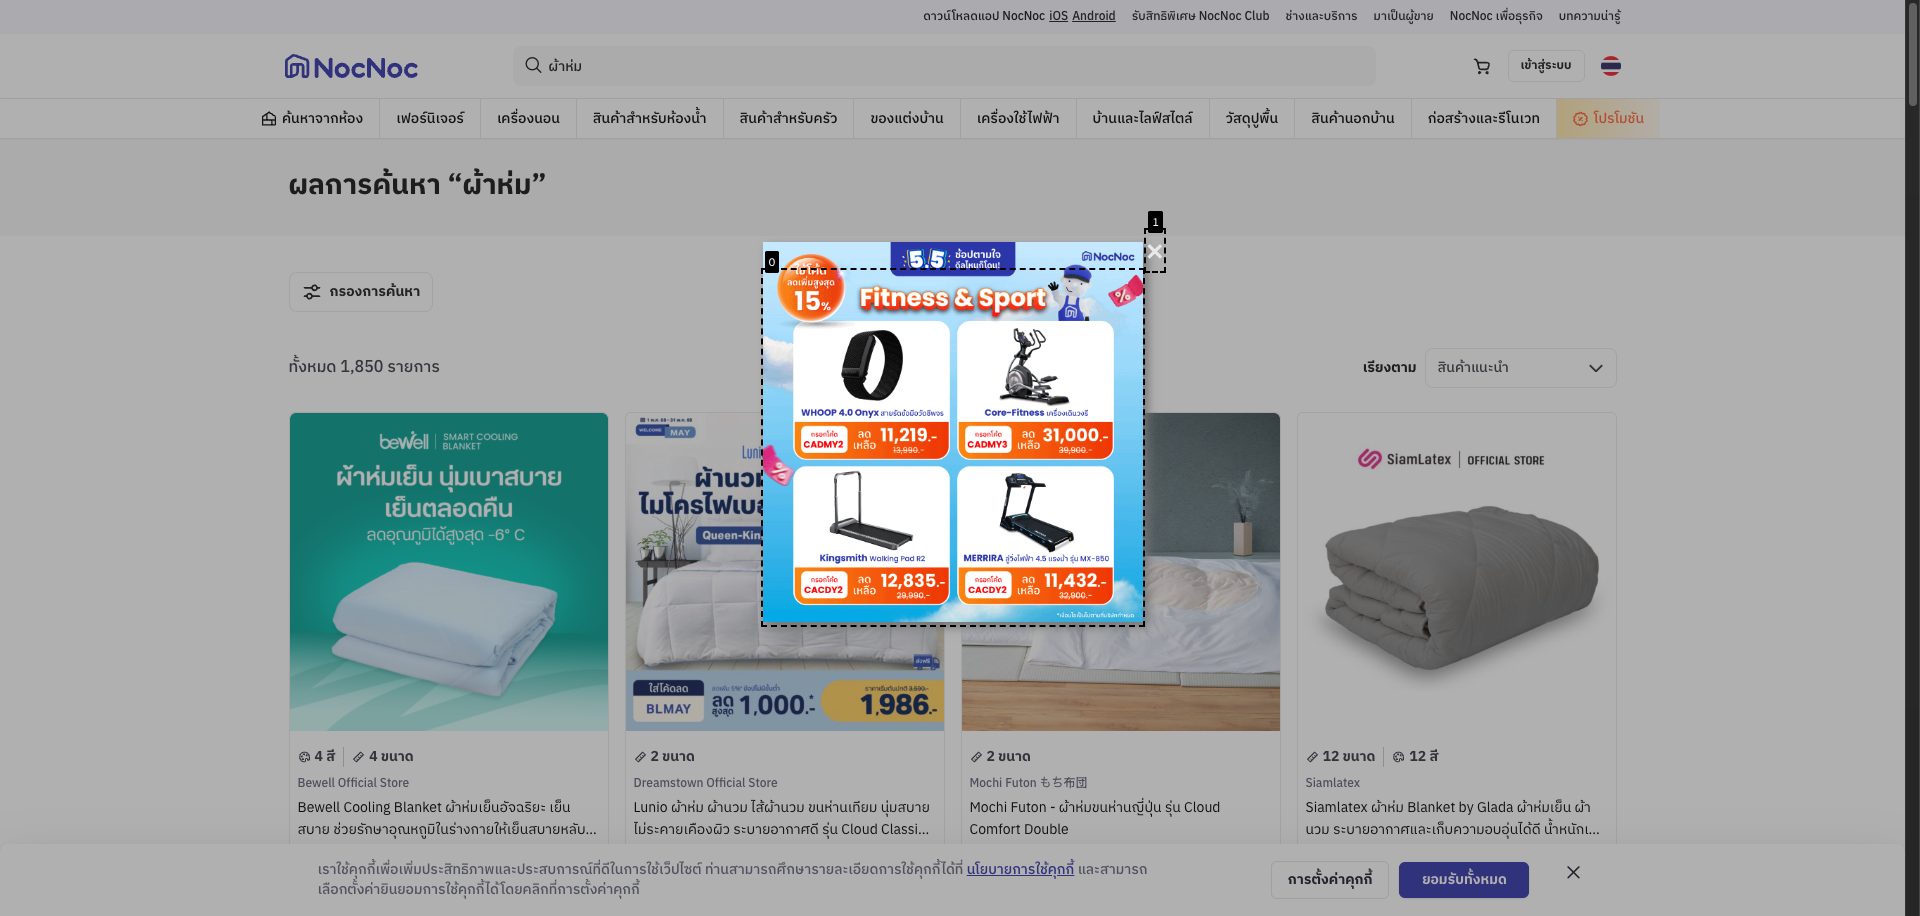 ดาวน์โหลดแอป NocNoc iOS Android รับสิทธิพิเศษ NocNoc Club ช่างและบริการ มาเป็นผู้ขาย NocNoc เพื่อธุรกิจ บทความน่ารู้
NocNoc
ผ้าห่ม
เข้าสู่ระบบ
ค้นหาจากห้อง เฟอร์นิเจอร์ เครื่องนอน สินค้าสำหรับห้องน้ำ สินค้าสำหรับครัว ของแต่งบ้าน เครื่องใช้ไฟฟ้า บ้านและไลฟ์สไตล์ วัสดุปูพื้น สินค้านอกบ้าน ก่อสร้างและรีโนเวท โปรโมชัน
ผลการค้นหา “ผ้าห่ม”
กรองการค้นหา
ทั้งหมด 1,850 รายการ
เรียงตาม สินค้าแนะนำ
0
1
5.5 ช้อปตามใจ
ดีลไหนก็โดน!
NocNoc
ใช้โค้ด
ลดเพิ่มสูงสุด
15%
Fitness & Sport
WHOOP 4.0 Onyx สายรัดข้อมือวัดชีพจร
กรอกโค้ด
CADMY2
ลด
เหลือ
11,219.-
13,990.-
Core-Fitness เครื่องเดินวงรี
กรอกโค้ด
CADMY3
ลด
เหลือ
31,000.-
39,900.-
Kingsmith Walking Pad R2
กรอกโค้ด
CACDY2
ลด
เหลือ
12,835.-
29,990.-
MERRIRA ลู่วิ่งไฟฟ้า 4.5 แรงม้า รุ่น MX-850
กรอกโค้ด
CACDY2
ลด
เหลือ
11,432.-
32,900.-
*เงื่อนไขเป็นไปตามที่บริษัทกำหนด
bewell SMART COOLING
BLANKET
ผ้าห่มเย็น นุ่มเบาสบาย
เย็นตลอดคืน
ลดอุณภูมิได้สูงสุด -6° C
WELCOME MAY
Luni
ผ้านวม
ไมโครไฟเบอ
Queen-Kin
ส่งฟรี
ใส่โค้ดลด
BLMAY
ลด
สูงสุด
1,000.-*
1,986.-
SiamLatex OFFICIAL STORE
4 สี 4 ขนาด
Bewell Official Store
Bewell Cooling Blanket ผ้าห่มเย็นอัจฉริยะ เย็น
สบาย ช่วยรักษาอุณหภูมิในร่างกายให้เย็นสบายหลับ...
2 ขนาด
Dreamstown Official Store
Lunio ผ้าห่ม ผ้านวม ไส้ผ้านวม ขนห่านเทียม นุ่มสบาย
ไม่ระคายเคืองผิว ระบายอากาศดี รุ่น Cloud Classi...
2 ขนาด
Mochi Futon もち布団
Mochi Futon - ผ้าห่มขนห่านญี่ปุ่น รุ่น Cloud
Comfort Double
12 ขนาด 12 สี
Siamlatex
Siamlatex ผ้าห่ม Blanket by Glada ผ้าห่มเย็น ผ้า
นวม ระบายอากาศและเก็บความอบอุ่นได้ดี น้ำหนักเ...
เราใช้คุกกี้เพื่อเพิ่มประสิทธิภาพและประสบการณ์ที่ดีในการใช้เว็บไซต์ ท่านสามารถศึกษารายละเอียดการใช้คุกกี้ได้ที่ นโยบายการใช้คุกกี้ และสามารถ
เลือกตั้งค่ายินยอมการใช้คุกกี้ได้โดยคลิกที่การตั้งค่าคุกกี้
การตั้งค่าคุกกี้
ยอมรับทั้งหมด